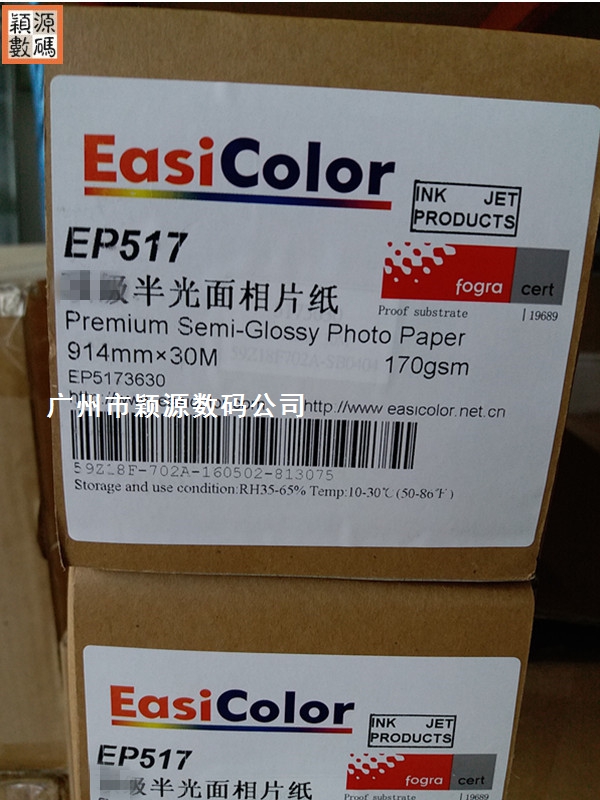 穎源
數碼
EasiColor
INK JET
PRODUCTS
EP517
fogra cert
级半光面相片纸
Proof substrate | 19689
Premium Semi-Glossy Photo Paper
914mm×30M 170gsm
EP5173630
http://www.easicolor.net.cn
广州市颖源数码公司
59Z18F-702A-160502-813075
Storage and use condition:RH35-65% Temp:10-30℃(50-86℉)
EasiColor
INK JET
PRODUCTS
EP517
fogra cert
级半光面相片纸
19689